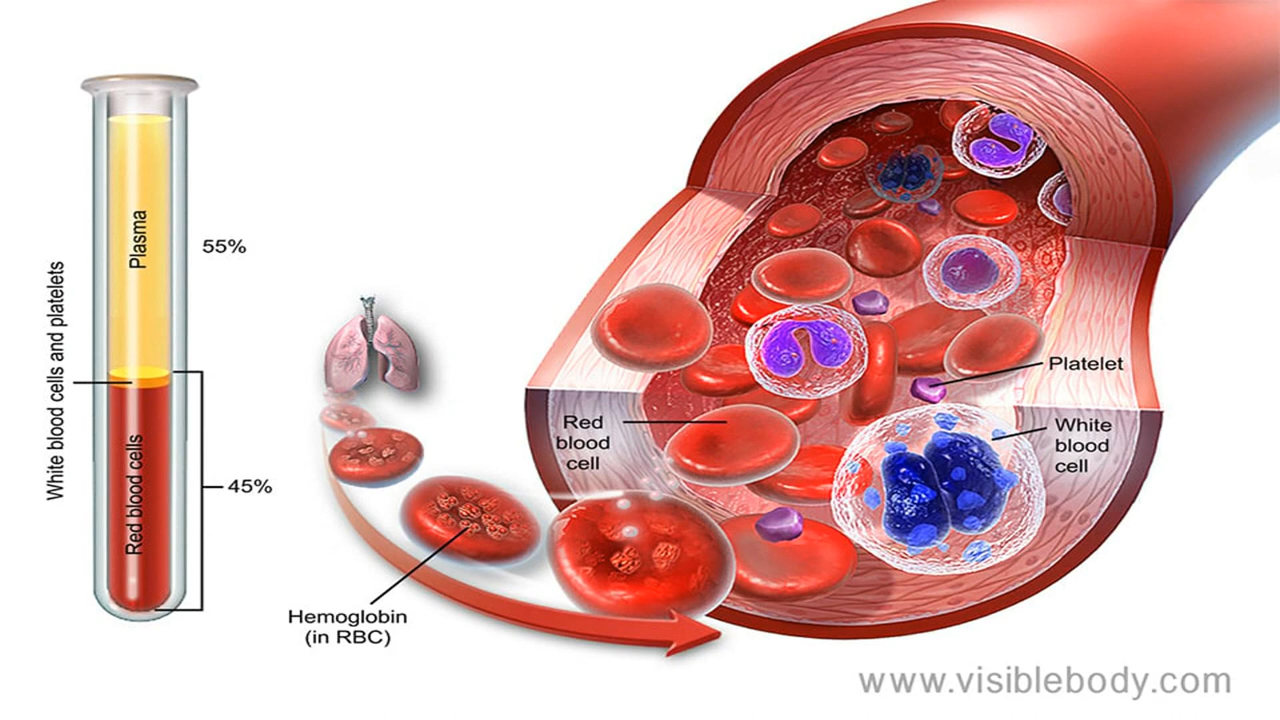 Plasma
55%
White blood cells and platelets
Red blood cells
45%
Hemoglobin
(in RBC)
Red
blood
cell
Platelet
White
blood
cell
www.visiblebody.com